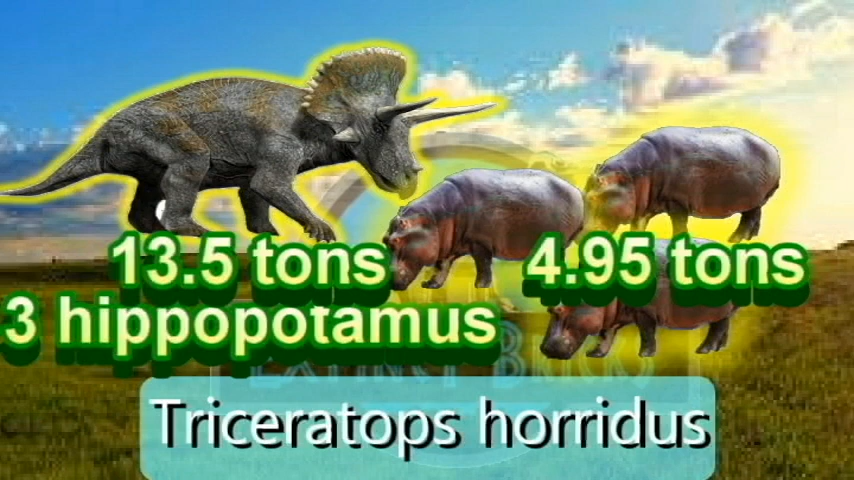 13.5 tons
4.95 tons
3 hippopotamus
Triceratops horridus